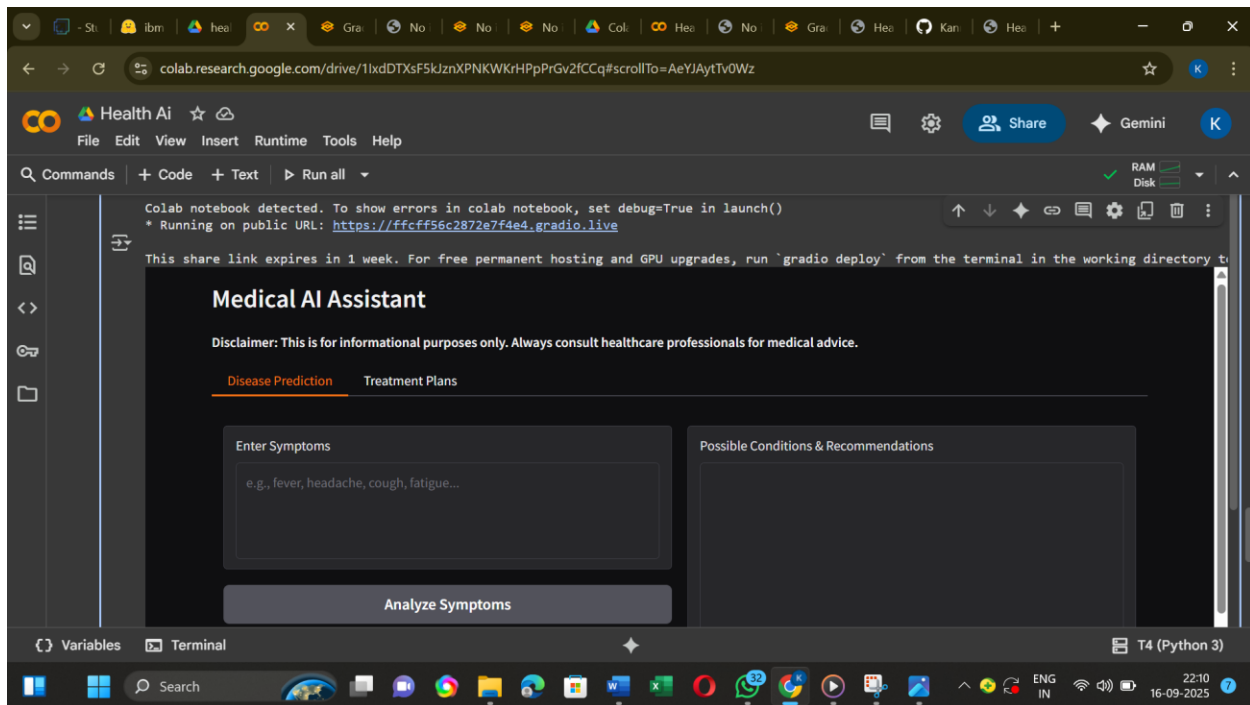 - Stu
ibm
heal
Gra
No
No
No
Cola
Hea
No
Gra
Hea
Kan
Hea
colab.research.google.com/drive/1IxdDTXsF5kJznXPNKWKrHPpPrGv2fCCq#scrollTo=AeYJAytTv0Wz
K
Health Ai
File Edit View Insert Runtime Tools Help
Share
Gemini
K
Commands + Code + Text Run all
RAM
Disk
Colab notebook detected. To show errors in colab notebook, set debug=True in launch()
* Running on public URL: https://ffcff56c2872e7f4e4.gradio.live
This share link expires in 1 week. For free permanent hosting and GPU upgrades, run `gradio deploy` from the terminal in the working directory to
Medical AI Assistant
Disclaimer: This is for informational purposes only. Always consult healthcare professionals for medical advice.
Disease Prediction Treatment Plans
Enter Symptoms
e.g., fever, headache, cough, fatigue...
Possible Conditions & Recommendations
Analyze Symptoms
Variables Terminal
T4 (Python 3)
Search
32
K
ENG
IN
22:10
16-09-2025
7